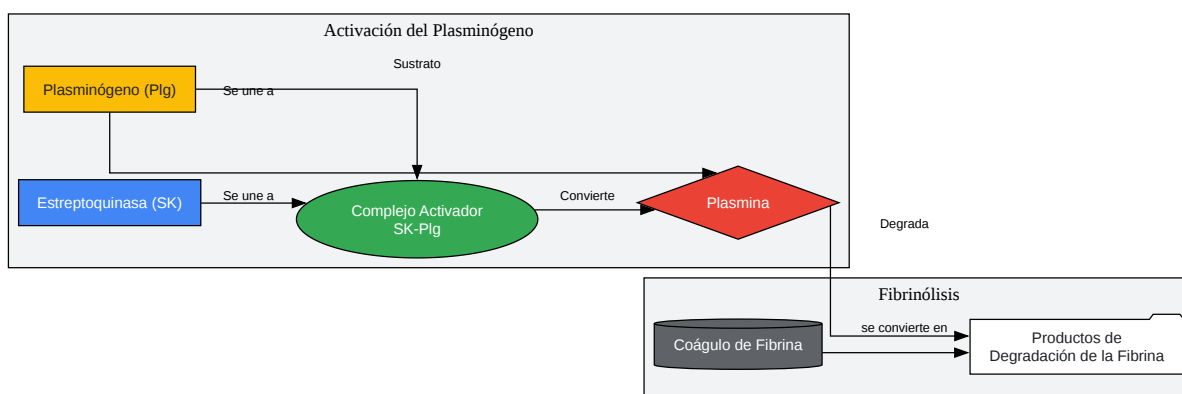 Activación del Plasminógeno
Sustrato
Plasminógeno (Plg)
Se une a
Estreptoquinasa (SK)
Se une a
Complejo Activador
SK-Plg
Convierte
Plasmina
Degrada
Fibrinólisis
Coágulo de Fibrina
se convierte en
Productos de
Degradación de la Fibrina